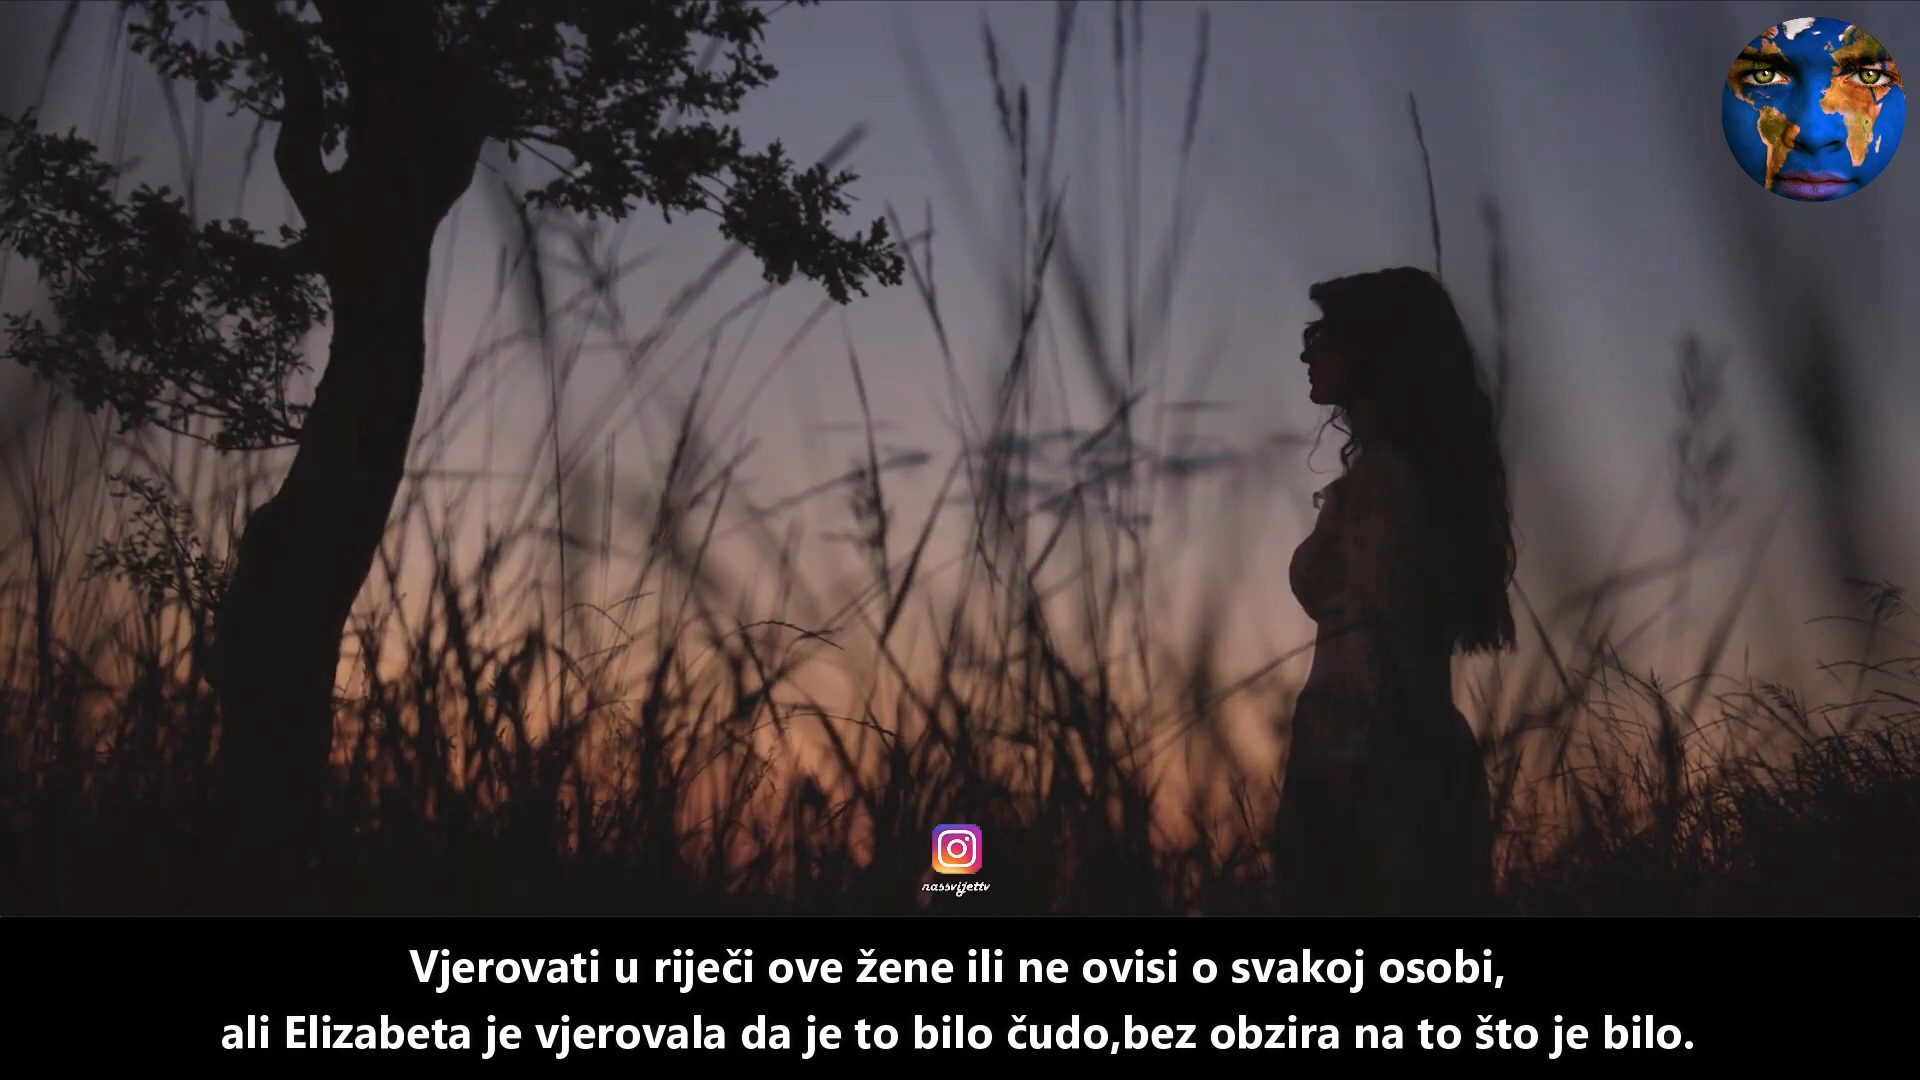 nassvijettv
Vjerovati u riječi ove žene ili ne ovisi o svakoj osobi,
ali Elizabeta je vjerovala da je to bilo čudo,bez obzira na to što je bilo.